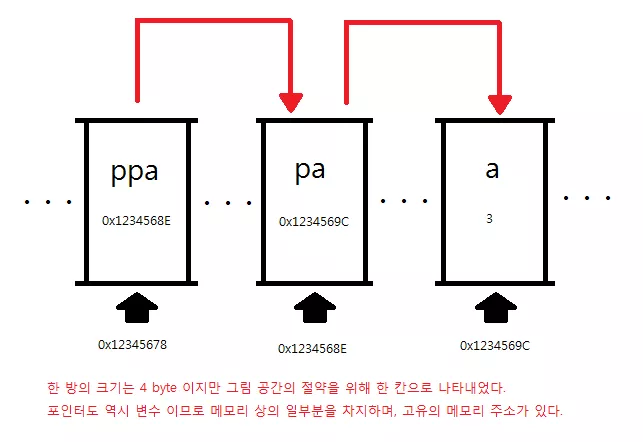 ppa
pa
a
0x1234568E
0x1234569C
3
0x12345678
0x1234568E
0x1234569C
한 방의 크기는 4 byte 이지만 그림 공간의 절약을 위해 한 칸으로 나타내었다.
포인터도 역시 변수 이므로 메모리 상의 일부분을 차지하며, 고유의 메모리 주소가 있다.